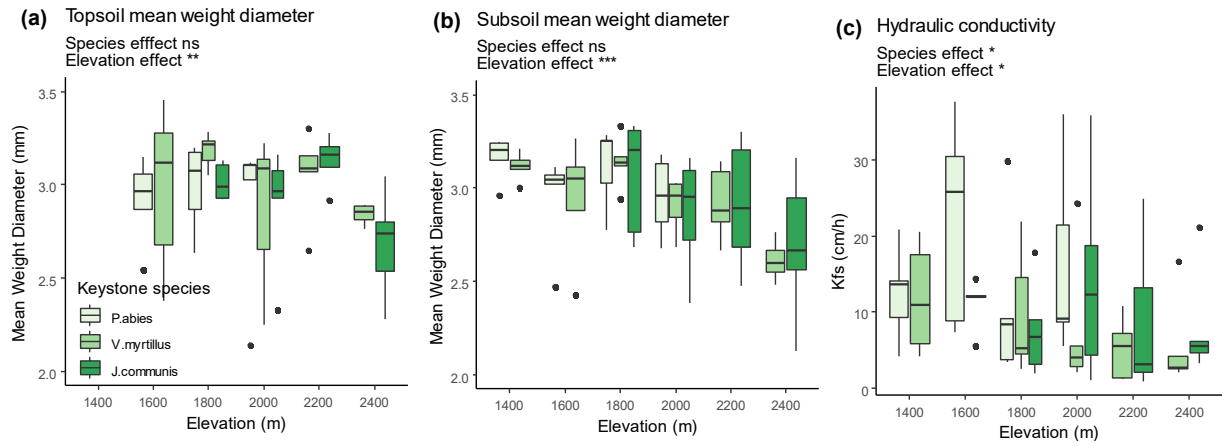 (a) Topsoil mean weight diameter
Species efffect ns
Elevation effect **
Mean Weight Diameter (mm)
3.5
3.0
2.5
2.0
Keystone species
P.abies
V.myrtillus
J.communis
1400 1600 1800 2000 2200 2400
Elevation (m)
(b) Subsoil mean weight diameter
Species effect ns
Elevation effect ***
Mean Weight Diameter (mm)
3.5
3.0
2.5
2.0
1400 1600 1800 2000 2200 2400
Elevation (m)
(c) Hydraulic conductivity
Species effect *
Elevation effect *
Kfs (cm/h)
30
20
10
0
1400 1600 1800 2000 2200 2400
Elevation (m)